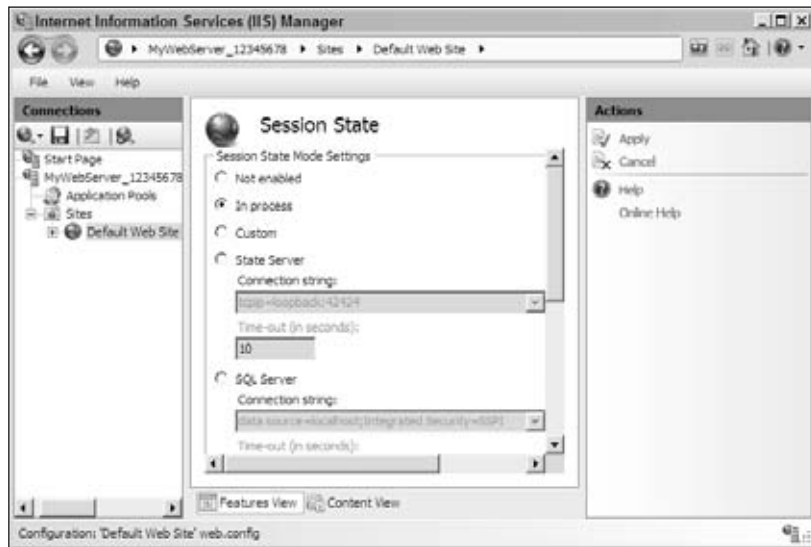 Internet Information Services (IIS) Manager
MyWebServer_12345678 Sites Default Web Site
File View Help
Connections
Start Page
MyWebServer_12345678
Application Pools
Sites
Default Web Site
Session State
Session State Mode Settings
Not enabled
In process
Custom
State Server
Connection string:
tcpip=loopback:42424
Time-out (in seconds):
10
SQL Server
Connection string:
data source=localhost;Integrated Security=SSPI
Time-out (in seconds):
Features View Content View
Actions
Apply
Cancel
Help
Online Help
Configuration: 'Default Web Site' web.config